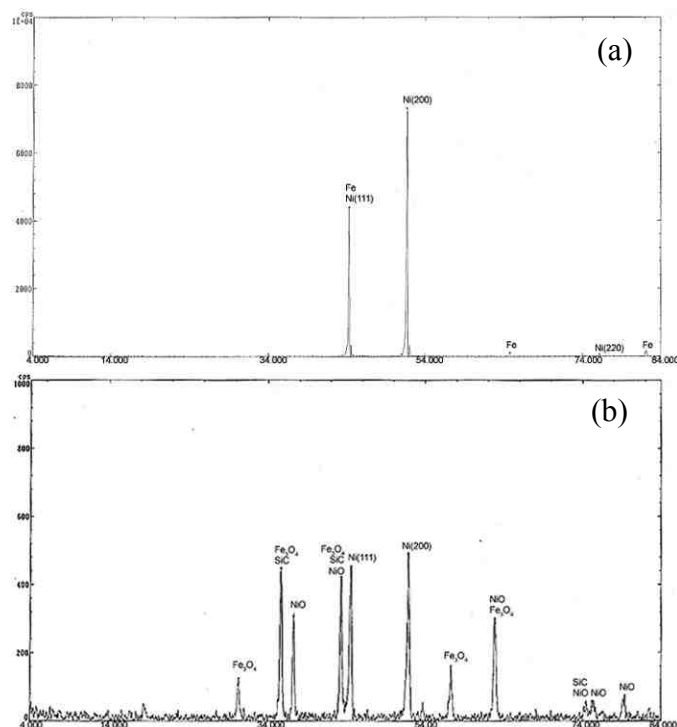 cps
1E+04
(a)
8000
Ni(200)
6000
Fe
Ni(111)
4000
2000
Fe
Ni(220)
Fe
4.000 14.000 34.000 54.000 74.000 84.000
cps
1000
(b)
800
600
Fe₃O₄
SiC
Fe₃O₄
SiC
NiO
Ni(111)
Ni(200)
400
NiO
NiO
Fe₃O₄
200
Fe₃O₄
Fe₃O₄
SiC
NiO
NiO
NiO
0
4.000 34.000 54.000 74.000 84.000